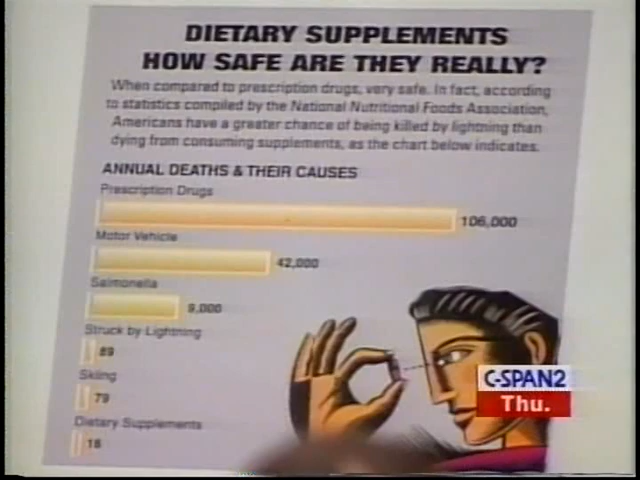 DIETARY SUPPLEMENTS
HOW SAFE ARE THEY REALLY?
When compared to prescription drugs, very safe. In fact, according
to statistics compiled by the National Nutritional Foods Association,
Americans have a greater chance of being killed by lightning than
dying from consuming supplements, as the chart below indicates.
ANNUAL DEATHS & THEIR CAUSES
Prescription Drugs
106,000
Motor Vehicle
42,000
Salmonella
9,000
Struck by Lightning
89
Skiing
79
Dietary Supplements
16
C-SPAN2
Thu.